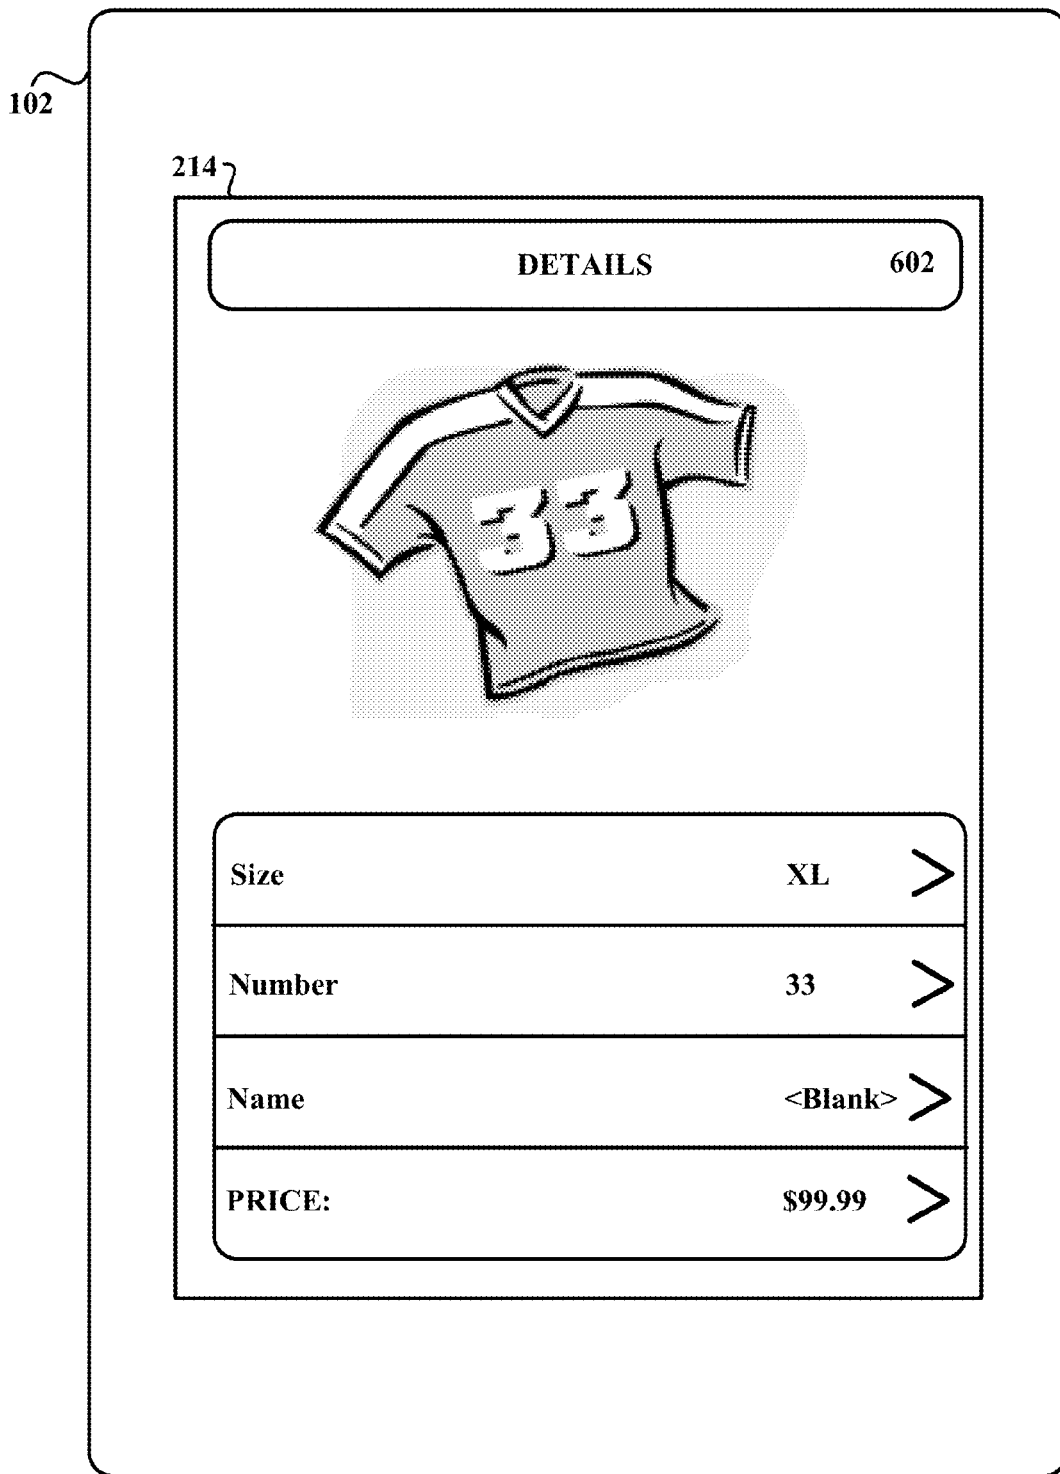 102
214
DETAILS 602
33
Size XL >
Number 33 >
Name <Blank> >
PRICE: $99.99 >